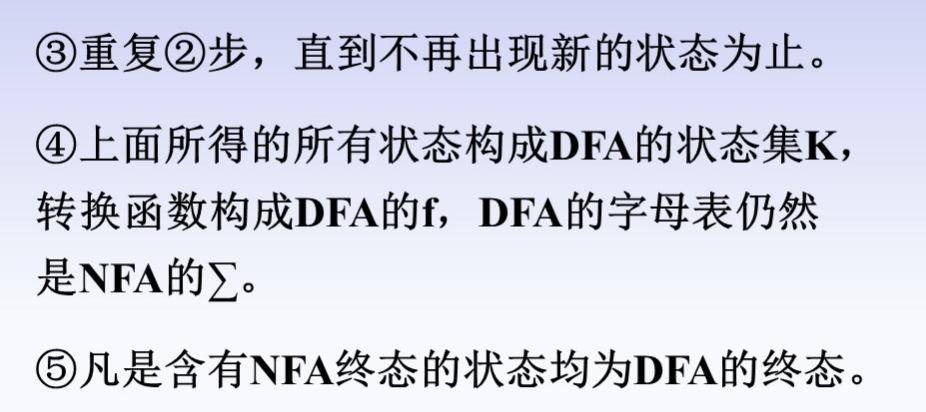 ③重复②步，直到不再出现新的状态为止。
④上面所得的所有状态构成DFA的状态集K，
转换函数构成DFA的f，DFA的字母表仍然
是NFA的∑。
⑤凡是含有NFA终态的状态均为DFA的终态。